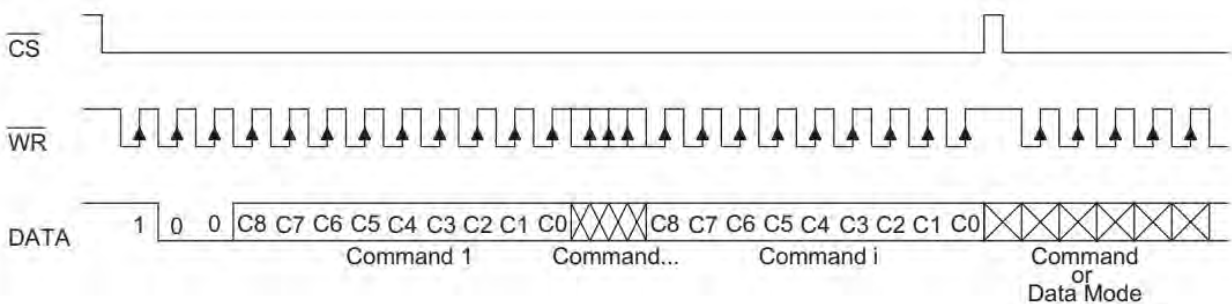 CS
WR
DATA 1 0 0 C8 C7 C6 C5 C4 C3 C2 C1 C0 C8 C7 C6 C5 C4 C3 C2 C1 C0
Command 1 Command... Command i Command
or
Data Mode